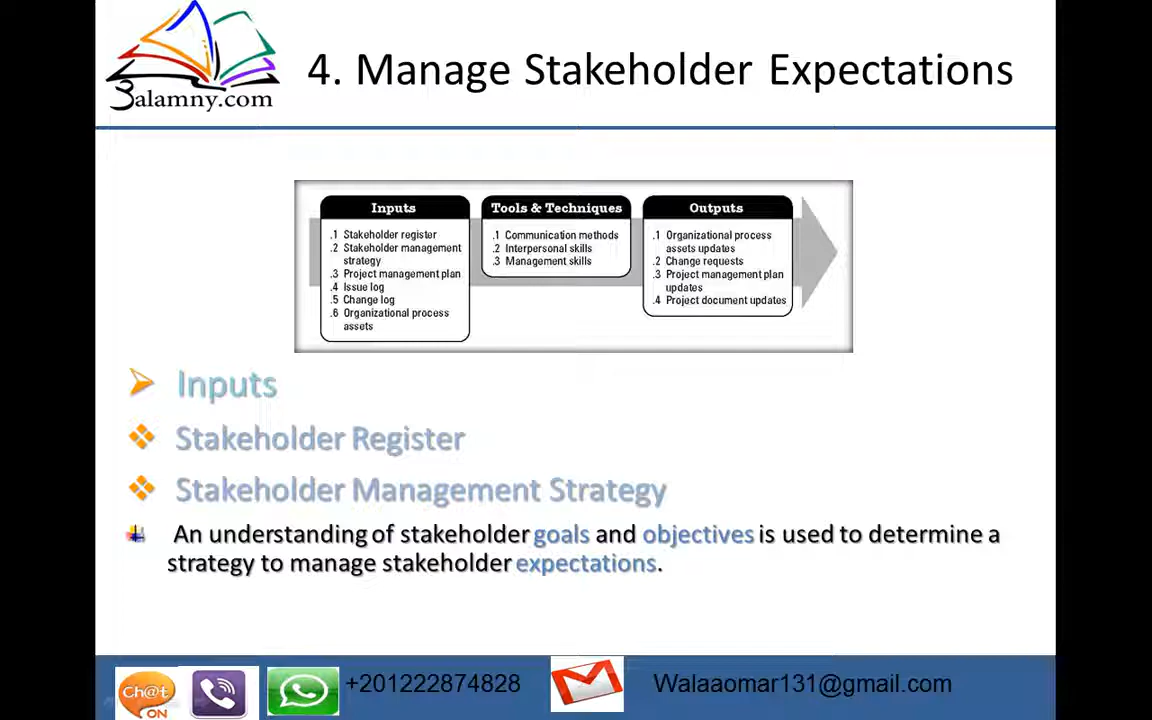 3alamny.com
4. Manage Stakeholder Expectations
Inputs
.1 Stakeholder register
.2 Stakeholder management
strategy
.3 Project management plan
.4 Issue log
.5 Change log
.6 Organizational process
assets
Tools & Techniques
.1 Communication methods
.2 Interpersonal skills
.3 Management skills
Outputs
.1 Organizational process
assets updates
.2 Change requests
.3 Project management plan
updates
.4 Project document updates
Inputs
Stakeholder Register
Stakeholder Management Strategy
An understanding of stakeholder goals and objectives is used to determine a
strategy to manage stakeholder expectations.
Ch@t
ON
+201222874828
Walaaomar131@gmail.com